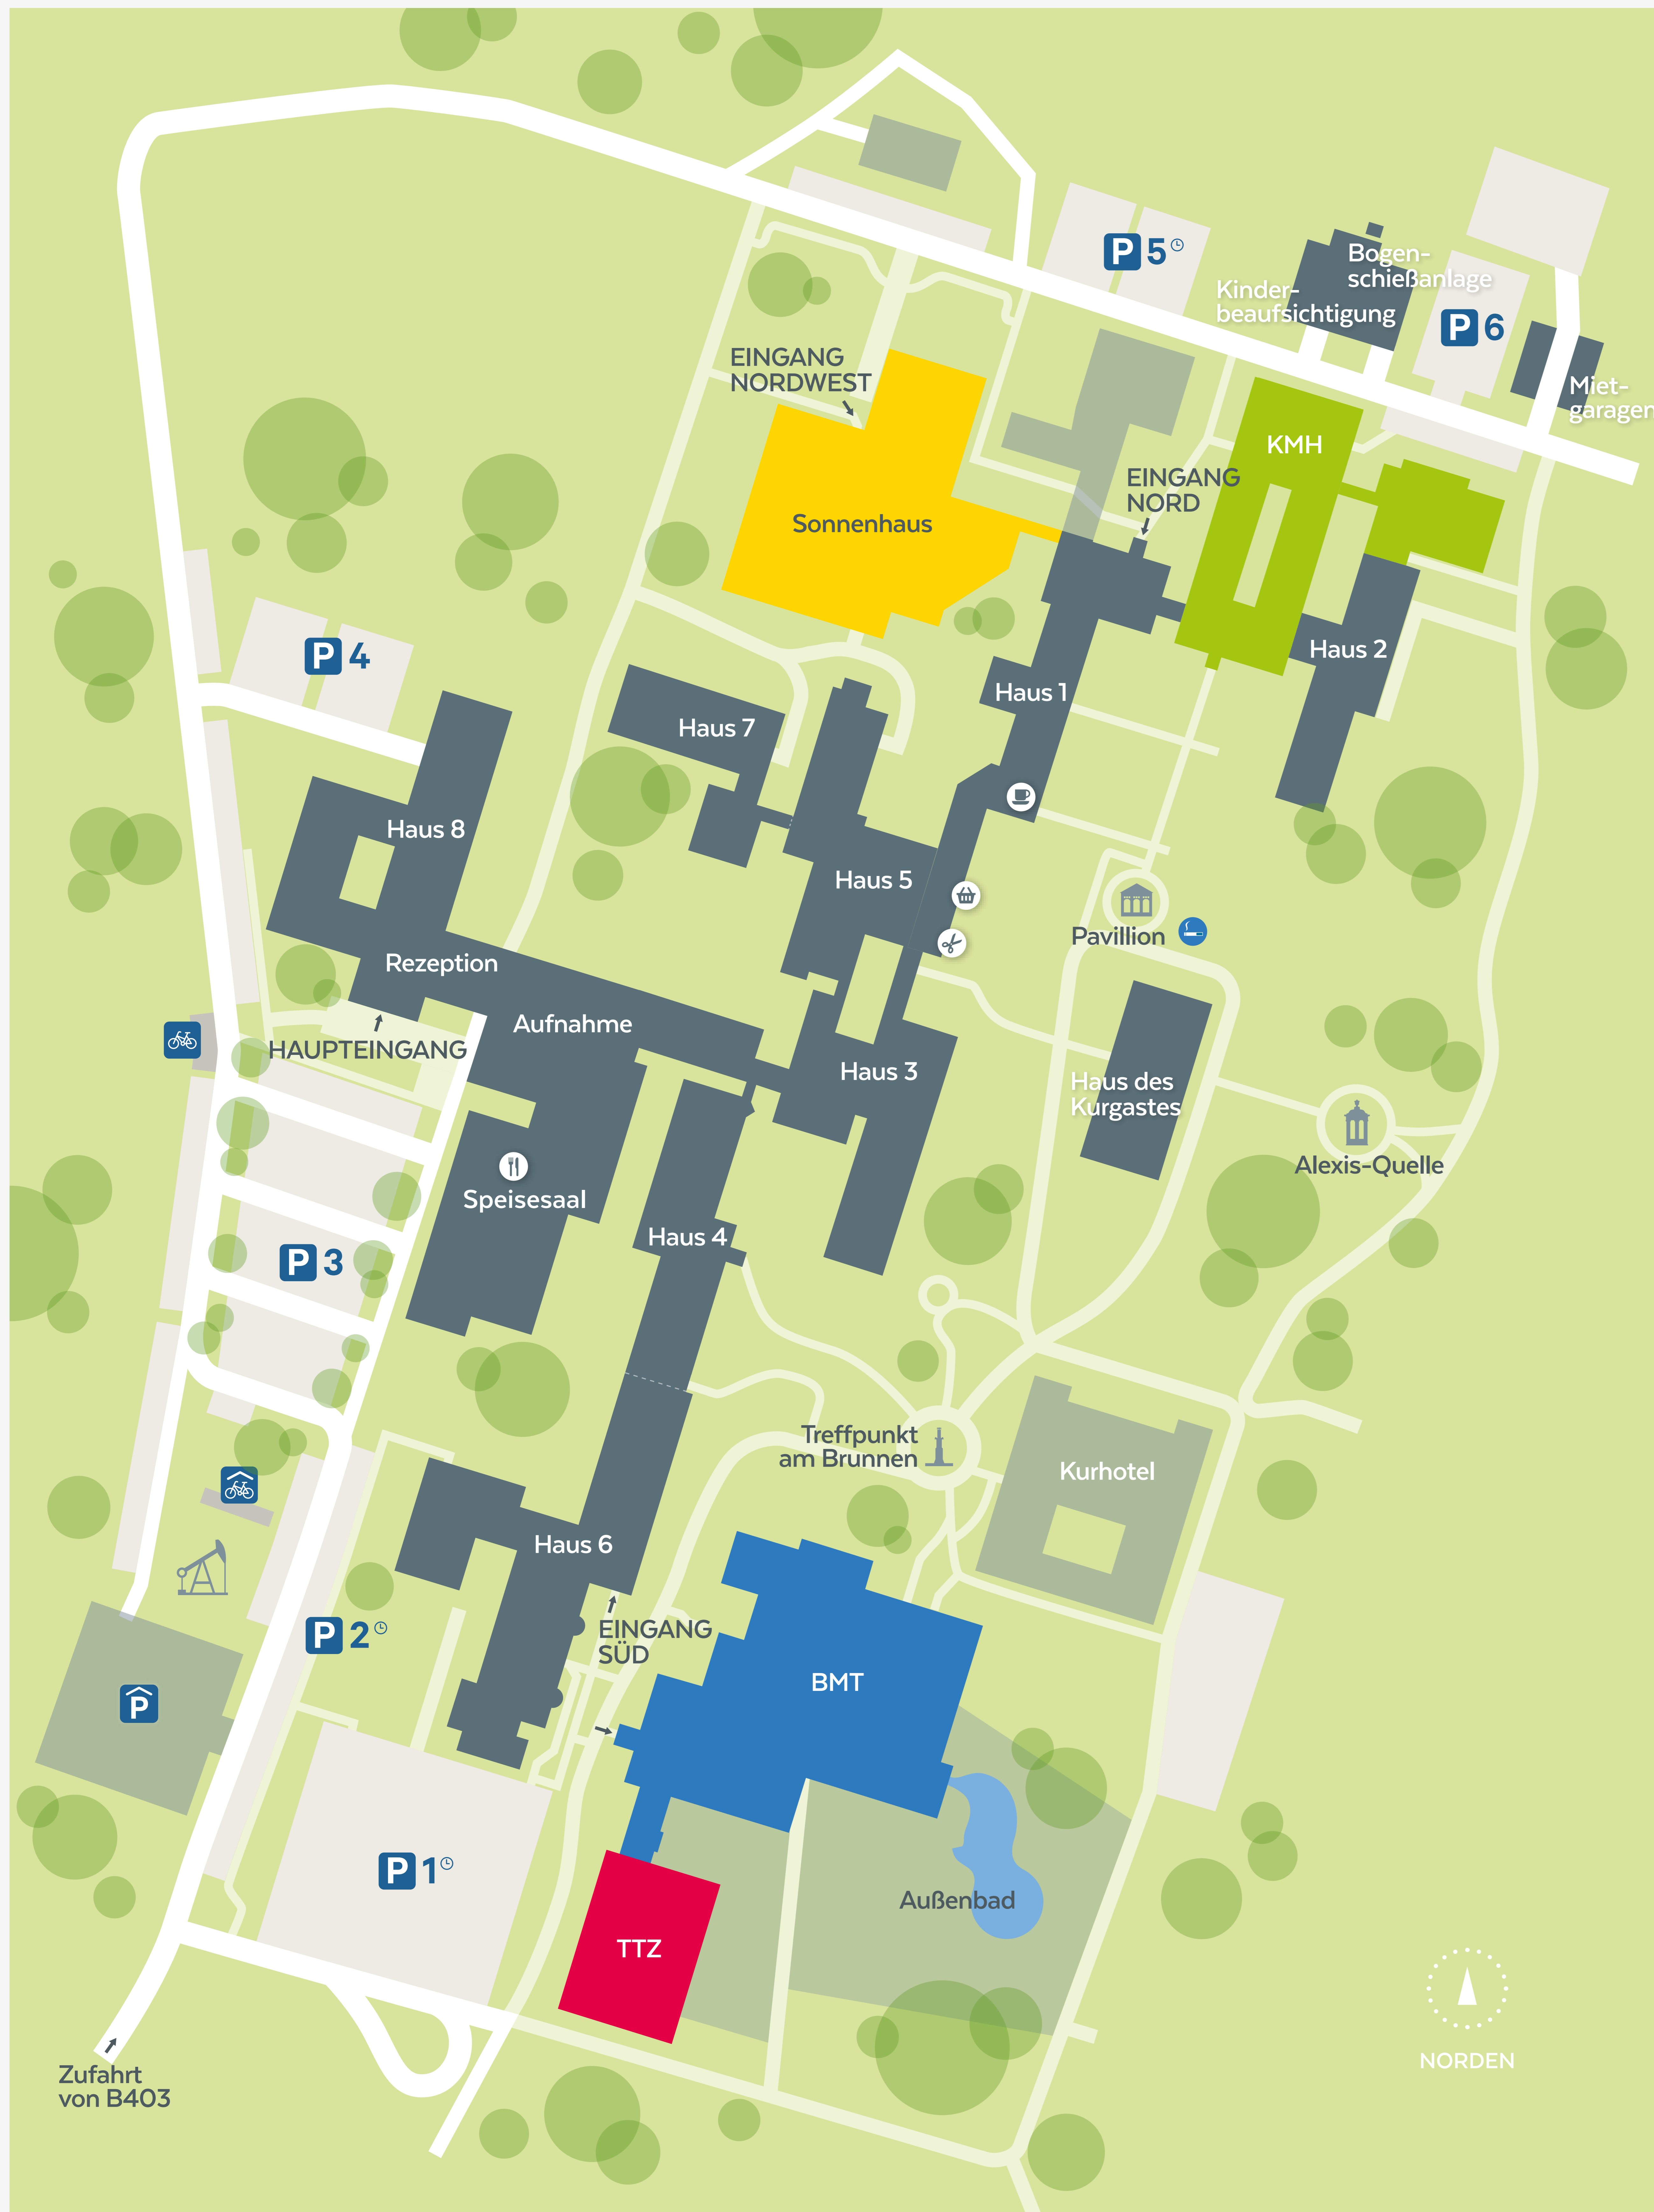 P 5
Bogen-
schießanlage
Kinder-
beaufsichtigung
P 6
EINGANG
NORDWEST
Miet-
garagen
KMH
EINGANG
NORD
Sonnenhaus
Haus 2
P 4
Haus 1
Haus 7
Haus 8
Haus 5
Pavillion
Rezeption
Aufnahme
HAUPTEINGANG
Haus 3
Haus des
Kurgastes
Alexis-Quelle
Speisesaal
Haus 4
P 3
Treffpunkt
am Brunnen
Kurhotel
Haus 6
EINGANG
SÜD
P 2
BMT
P
P 1
Außenbad
TTZ
NORDEN
Zufahrt
von B403